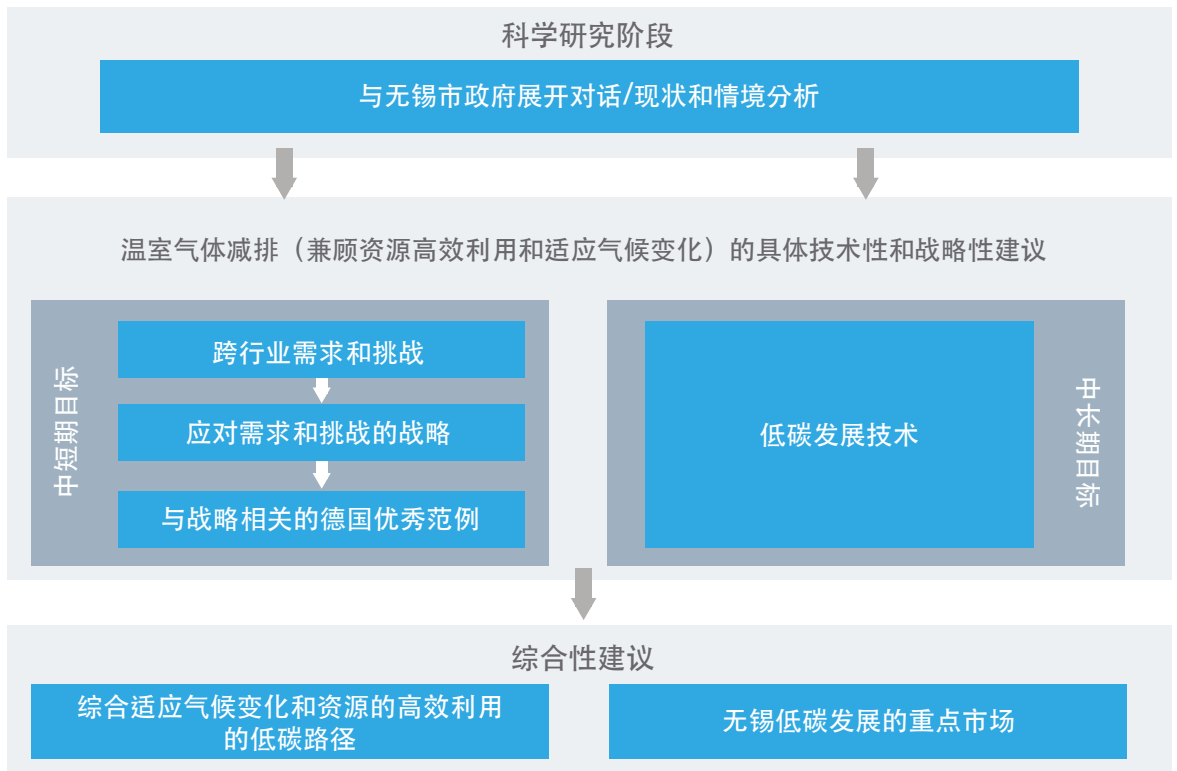 科学研究阶段
与无锡市政府展开对话/现状和情境分析
温室气体减排（兼顾资源高效利用和适应气候变化）的具体技术性和战略性建议
中短期目标
跨行业需求和挑战
应对需求和挑战的战略
与战略相关的德国优秀范例
低碳发展技术
中长期目标
综合性建议
综合适应气候变化和资源的高效利用
的低碳路径
无锡低碳发展的重点市场